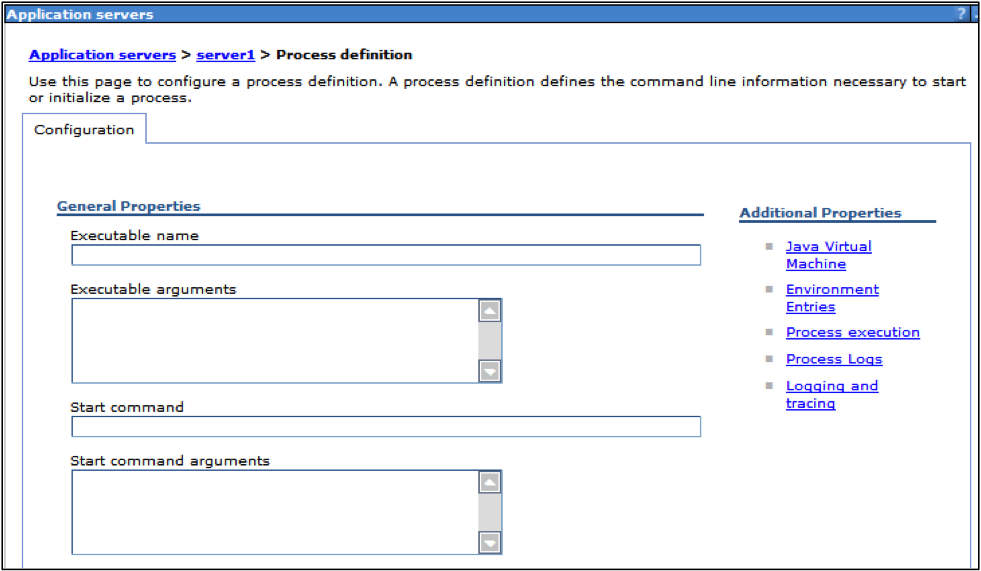 Application servers ?
Application servers > server1 > Process definition
Use this page to configure a process definition. A process definition defines the command line information necessary to start
or initialize a process.
Configuration
General Properties
Executable name
Executable arguments
Start command
Start command arguments
Additional Properties
Java Virtual
Machine
Environment
Entries
Process execution
Process Logs
Logging and
tracing